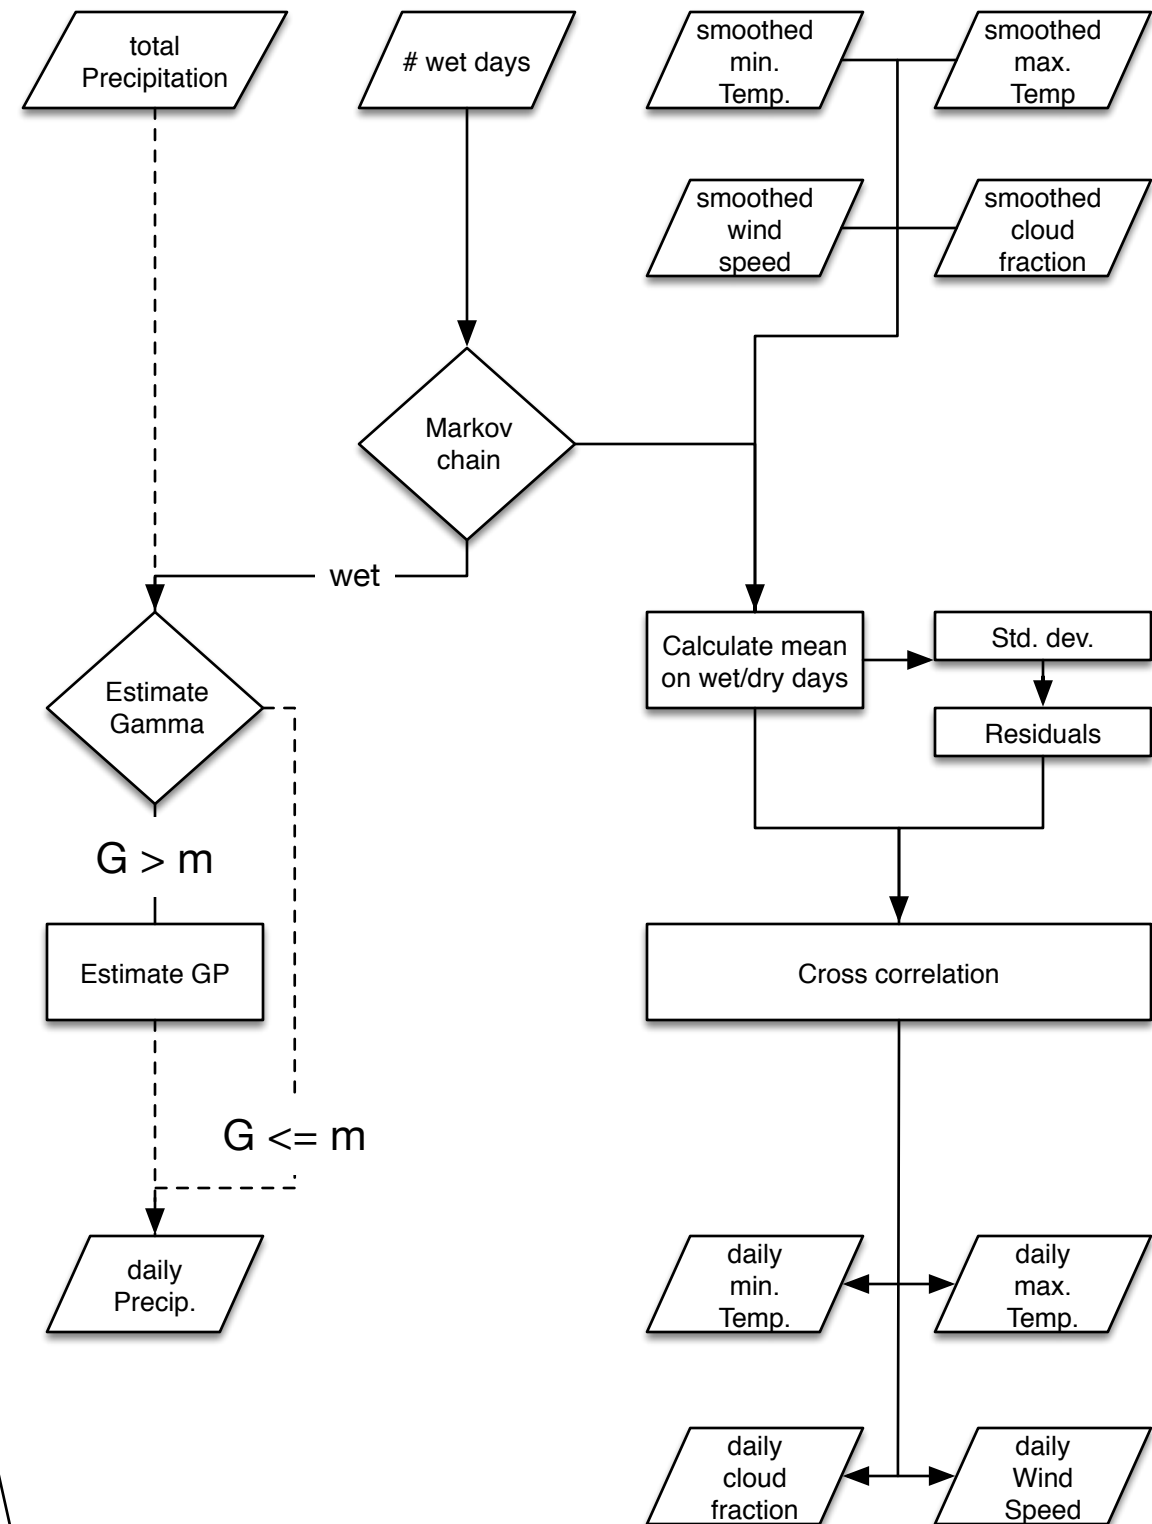 total
Precipitation
# wet days
smoothed
min.
Temp.
smoothed
max.
Temp
smoothed
wind
speed
smoothed
cloud
fraction
Markov
chain
wet
Estimate
Gamma
Calculate mean
on wet/dry days
Std. dev.
Residuals
G > m
Estimate GP
Cross correlation
G <= m
daily
Precip.
daily
min.
Temp.
daily
max.
Temp.
daily
cloud
fraction
daily
Wind
Speed